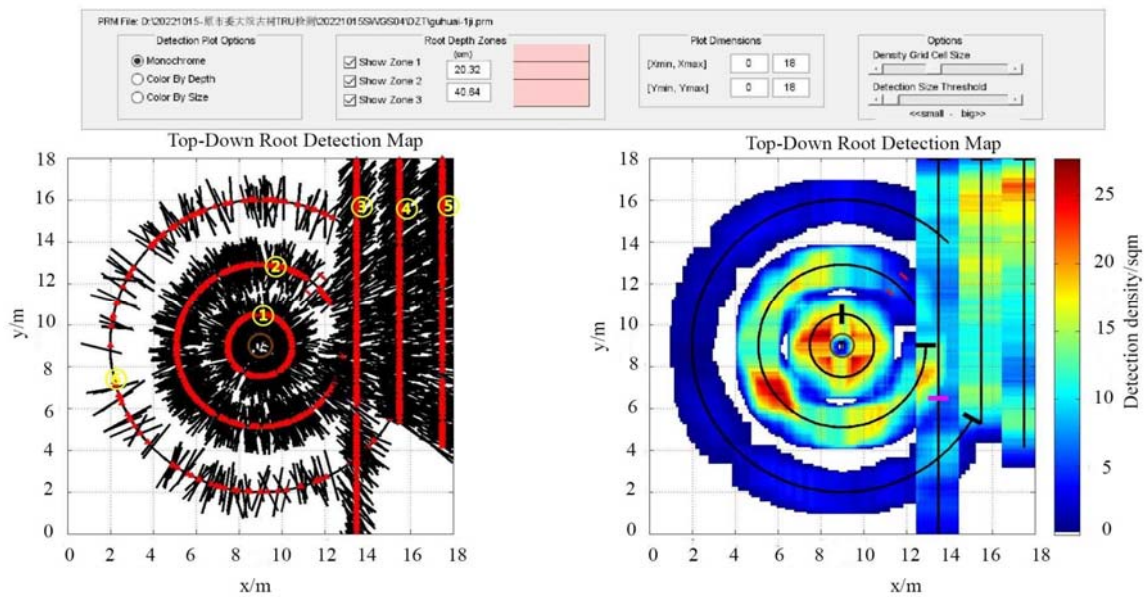 PRM File: D:\20221015-原市委大院古树TRU检测\20221015SWGS04\DZT\guhuai-1ji.prm
Detection Plot Options
Monochrome
Color By Depth
Color By Size
Root Depth Zones
(cm)
Show Zone 1
20.32
Show Zone 2
40.64
Show Zone 3
Plot Dimensions
[Xmin, Xmax] 0 18
[Ymin, Ymax] 0 18
Options
Density Grid Cell Size
Detection Size Threshold
<<small - big>>
Top-Down Root Detection Map
18
16
14
12
10
8
6
4
2
0
y/m
0 2 4 6 8 10 12 14 16 18
x/m
1
2
3
4
5
Top-Down Root Detection Map
18
16
14
12
10
8
6
4
2
0
y/m
0 2 4 6 8 10 12 14 16 18
x/m
25
20
15
10
5
0
Detection density/sqm